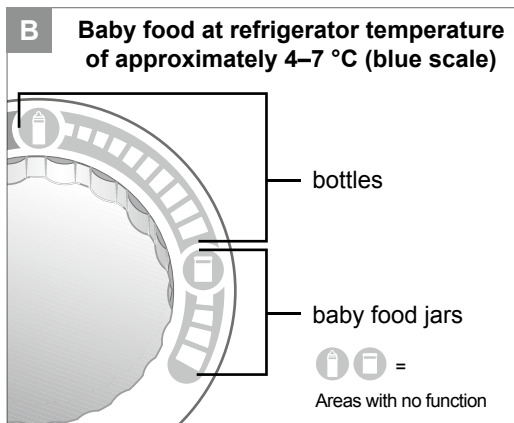 B
Baby food at refrigerator temperature
of approximately 4–7 °C (blue scale)
bottles
baby food jars
=
Areas with no function